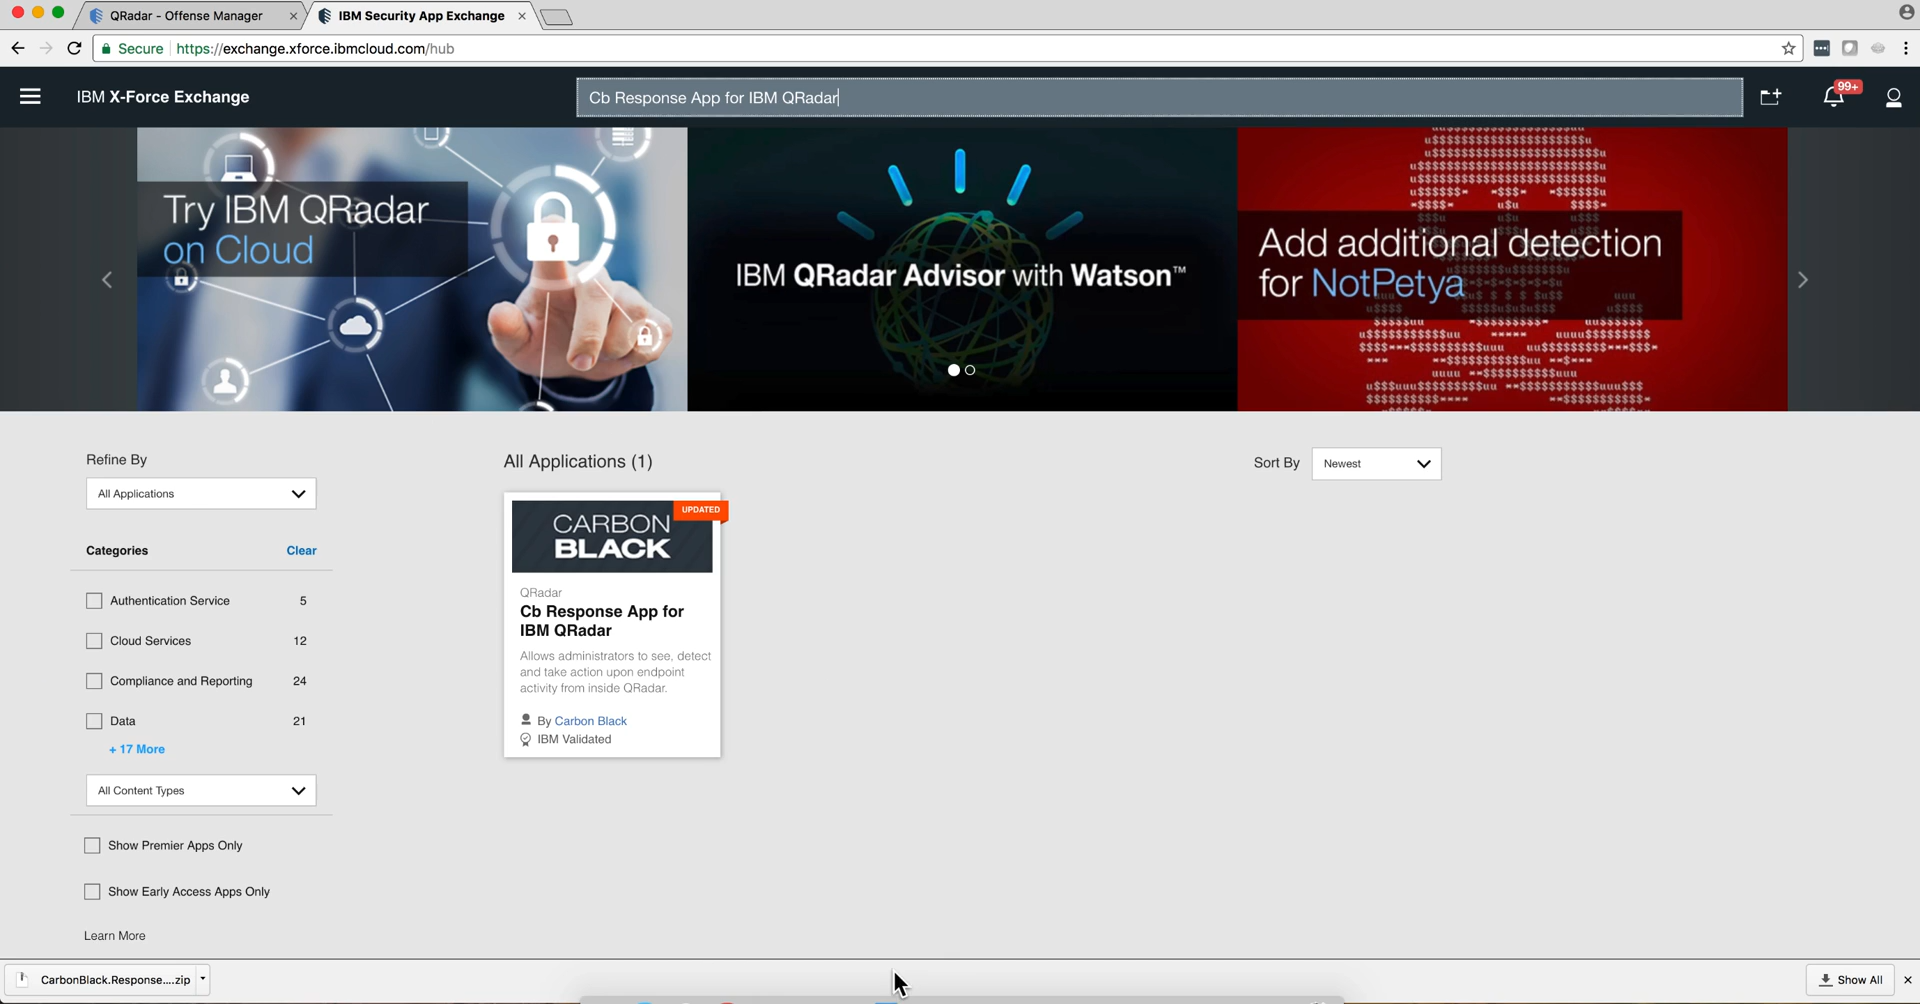 QRadar - Offense Manager
IBM Security App Exchange
Secure
https://exchange.xforce.ibmcloud.com/hub
IBM X-Force Exchange
Cb Response App for IBM QRadar
99+
Try IBM QRadar
on Cloud
IBM QRadar Advisor with Watson™
Add additional detection
for NotPetya
Refine By
All Applications
Categories
Clear
Authentication Service 5
Cloud Services 12
Compliance and Reporting 24
Data 21
+ 17 More
All Content Types
Show Premier Apps Only
Show Early Access Apps Only
Learn More
All Applications (1)
Sort By
Newest
UPDATED
CARBON
BLACK
QRadar
Cb Response App for
IBM QRadar
Allows administrators to see, detect
and take action upon endpoint
activity from inside QRadar.
By Carbon Black
IBM Validated
CarbonBlack.Response....zip
Show All